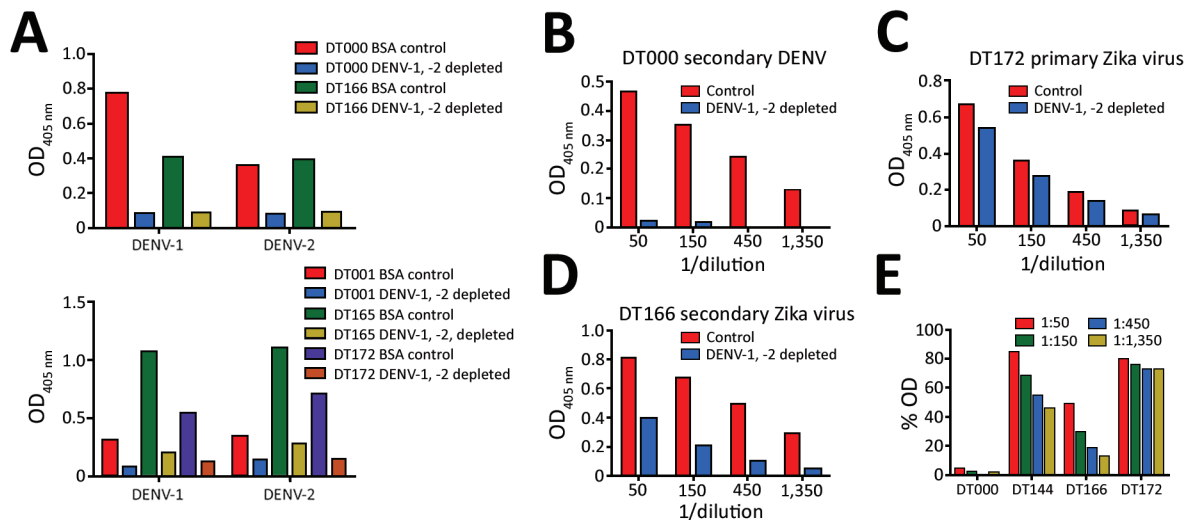 A
OD405 nm
1.0
0.8
0.6
0.4
0.2
0
DT000 BSA control
DT000 DENV-1, -2 depleted
DT166 BSA control
DT166 DENV-1, -2 depleted
DENV-1
DENV-2
OD405 nm
1.5
1.0
0.5
0
DT001 BSA control
DT001 DENV-1, -2 depleted
DT165 BSA control
DT165 DENV-1, -2, depleted
DT172 BSA control
DT172 DENV-1, -2 depleted
DENV-1
DENV-2
B
DT000 secondary DENV
OD405 nm
0.5
0.4
0.3
0.2
0.1
0
Control
DENV-1, -2 depleted
50
150
450
1,350
1/dilution
C
DT172 primary Zika virus
OD405 nm
0.8
0.6
0.4
0.2
0
Control
DENV-1, -2 depleted
50
150
450
1,350
1/dilution
D
DT166 secondary Zika virus
OD405 nm
1.0
0.8
0.6
0.4
0.2
0
Control
DENV-1, -2 depleted
50
150
450
1,350
1/dilution
E
% OD
100
80
60
40
20
0
1:50
1:450
1:150
1:1,350
DT000
DT144
DT166
DT172